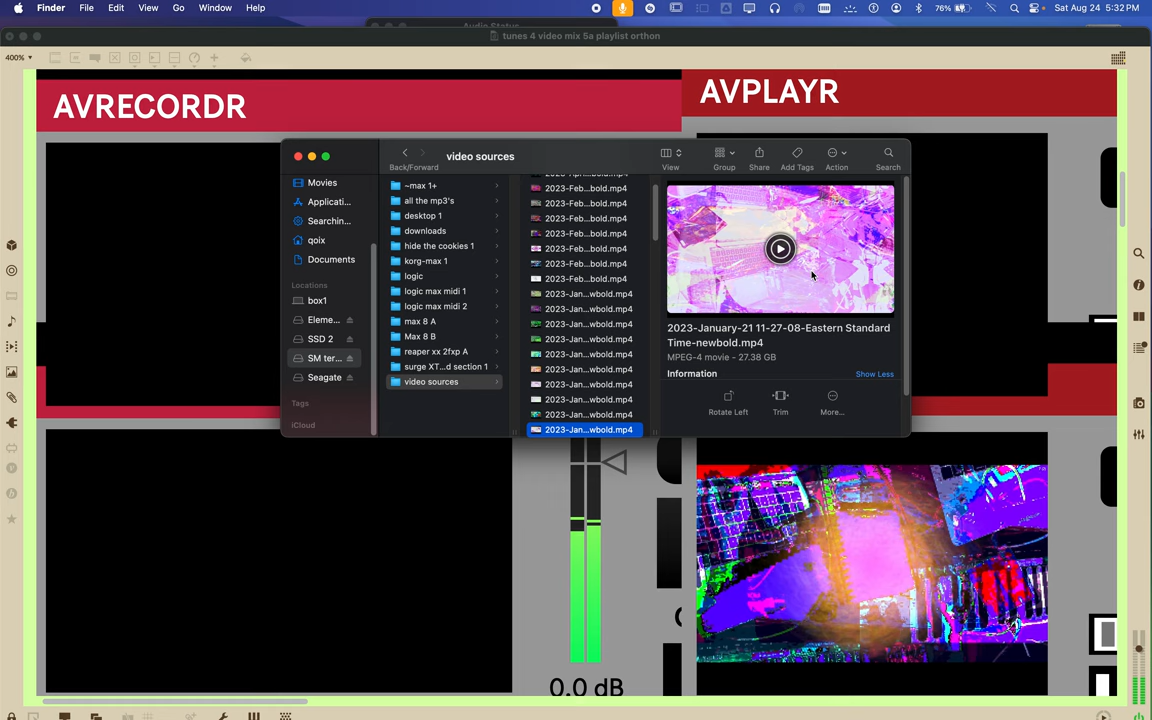 Finder File Edit View Go Window Help 76% Sat Aug 24 5:32 PM
Audio Status
tunes 4 video mix 5a playlist orthon
400%
AVRECORDR
AVPLAYR
video sources
Back/Forward View Group Share Add Tags Action Search
Movies
Applicati...
Searchin...
qoix
Documents
Locations
box1
Eleme...
SSD 2
SM ter...
Seagate
Tags
iCloud
~max 1+
all the mp3's
desktop 1
downloads
hide the cookies 1
korg-max 1
logic
logic max midi 1
logic max midi 2
max 8 A
Max 8 B
reaper xx 2fxp A
surge XT...d section 1
video sources
2023-Feb...bold.mp4
2023-Feb...bold.mp4
2023-Feb...bold.mp4
2023-Feb...bold.mp4
2023-Feb...bold.mp4
2023-Feb...bold.mp4
2023-Feb...bold.mp4
2023-Jan...wbold.mp4
2023-Jan...wbold.mp4
2023-Jan...wbold.mp4
2023-Jan...wbold.mp4
2023-Jan...wbold.mp4
2023-Jan...wbold.mp4
2023-Jan...wbold.mp4
2023-Jan...wbold.mp4
2023-Jan...wbold.mp4
2023-Jan...wbold.mp4
2023-January-21 11-27-08-Eastern Standard
Time-newbold.mp4
MPEG-4 movie - 27.38 GB
Information Show Less
Rotate Left Trim More...
0.0 dB